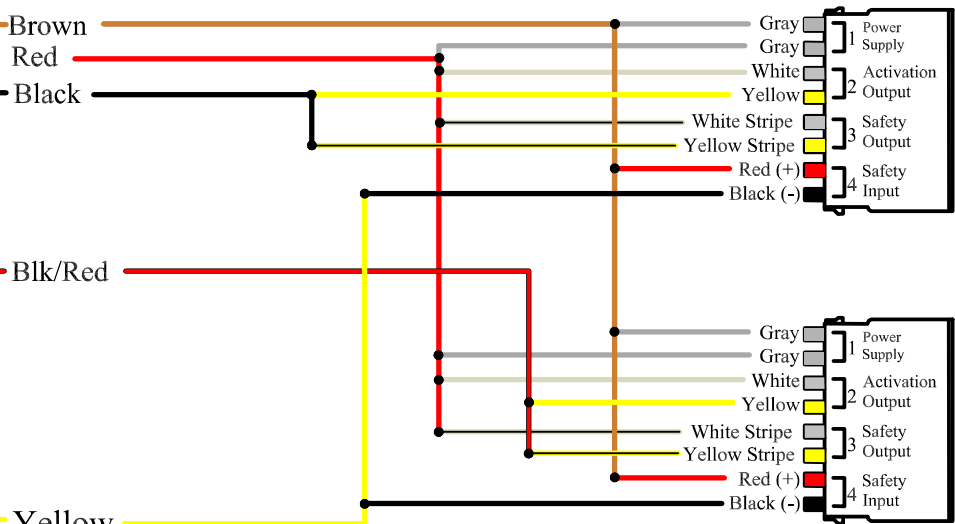 Brown
Red
Black
Blk/Red
Yellow
Gray
Gray
White
Yellow
White Stripe
Yellow Stripe
Red (+)
Black (-)
1 Power
Supply
2 Activation
Output
3 Safety
Output
4 Safety
Input
Gray
Gray
White
Yellow
White Stripe
Yellow Stripe
Red (+)
Black (-)
1 Power
Supply
2 Activation
Output
3 Safety
Output
4 Safety
Input